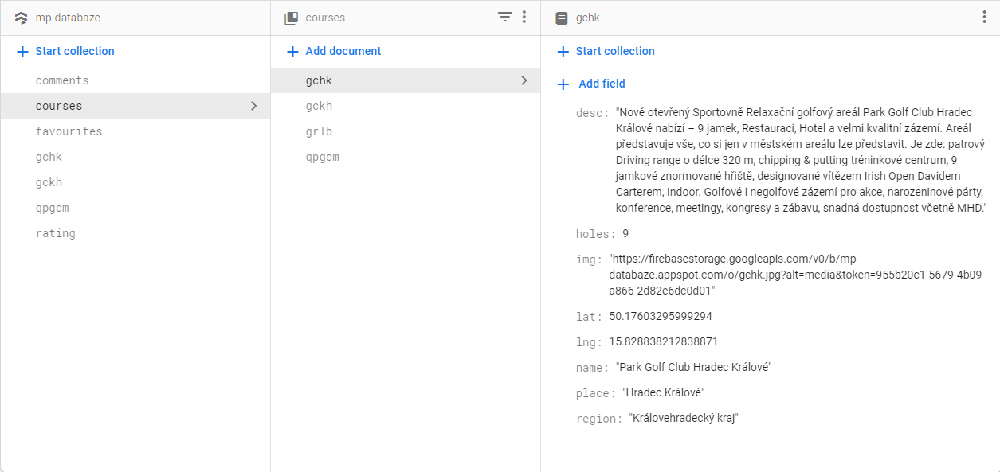 mp-databaze
Start collection
comments
courses
favourites
gchk
gckh
qpgcm
rating
courses
Add document
gchk
gckh
grlb
qpgcm
gchk
Start collection
Add field
desc: "Nově otevřený Sportovně Relaxační golfový areál Park Golf Club Hradec
Králové nabízí – 9 jamek, Restauraci, Hotel a velmi kvalitní zázemí. Areál
představuje vše, co si jen v městském areálu lze představit. Je zde: patrový
Driving range o délce 320 m, chipping & putting tréninkové centrum, 9
jamkové znormované hřiště, designované vítězem Irish Open Davidem
Carterem, Indoor. Golfové i negolfové zázemí pro akce, narozeninové párty,
konference, meetingy, kongresy a zábavu, snadná dostupnost včetně MHD."
holes: 9
img: "https://firebasestorage.googleapis.com/v0/b/mp-
databaze.appspot.com/o/gchk.jpg?alt=media&token=955b20c1-5679-4b09-
a866-2d82e6dc0d01"
lat: 50.17603295999294
lng: 15.828838212838871
name: "Park Golf Club Hradec Králové"
place: "Hradec Králové"
region: "Královehradecký kraj"